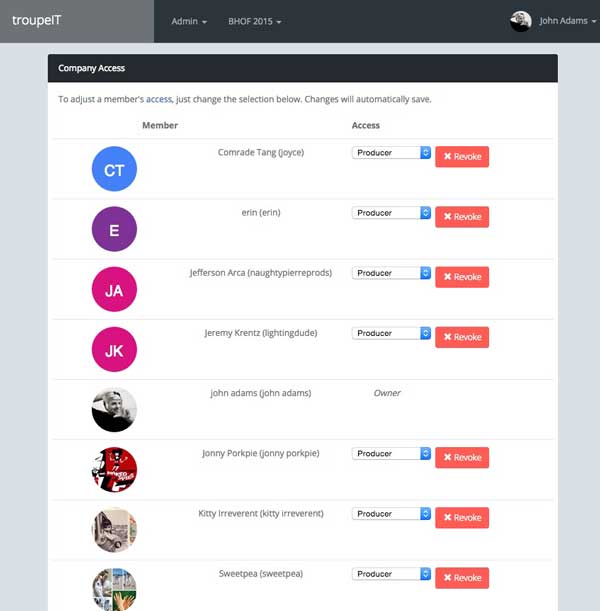 troupeIT Admin BHOF 2015 John Adams
Company Access
To adjust a member's access, just change the selection below. Changes will automatically save.
Member Access
CT Comrade Tang (joyce) Producer ✖ Revoke
E erin (erin) Producer ✖ Revoke
JA Jefferson Arca (naughtypierreprods) Producer ✖ Revoke
JK Jeremy Krentz (lightingdude) Producer ✖ Revoke
john adams (john adams) Owner
Jonny Porkpie (jonny porkpie) Producer ✖ Revoke
Kitty Irreverent (kitty irreverent) Producer ✖ Revoke
Sweetpea (sweetpea) Producer ✖ Revoke